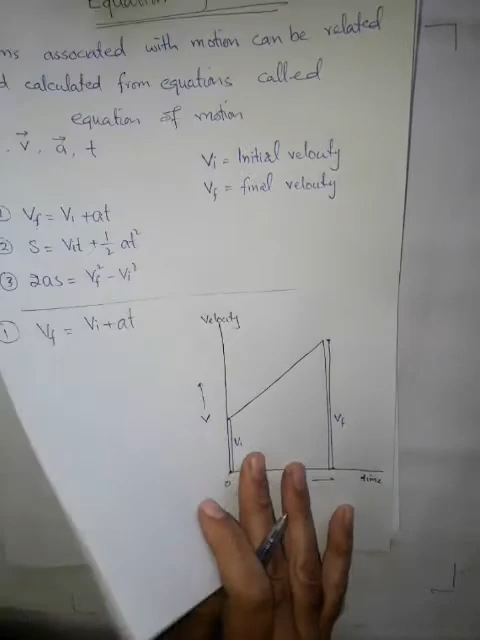 Equation
ms associated with motion can be related
d calculated from equations called
equation of motion
. v, a, t
Vi = Initial velocity
Vf = final velocity
① Vf = Vi + at
② S = Vit + 1/2 at²
③ 2as = Vf² - Vi²
① Vf = Vi + at
Velocity
V
Vi
Vf
0
time